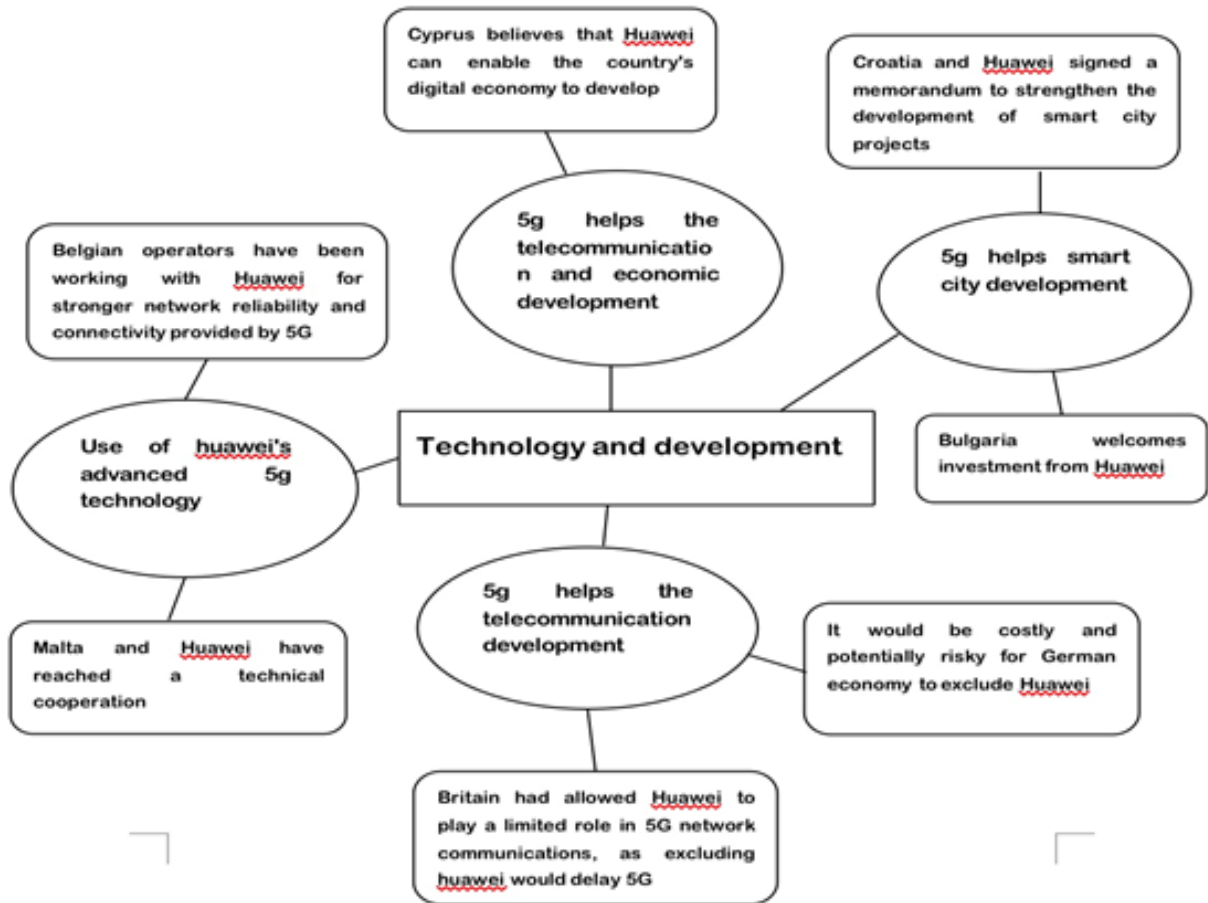 Cyprus believes that Huawei
can enable the country's
digital economy to develop
Croatia and Huawei signed a
memorandum to strengthen the
development of smart city
projects
5g helps the
telecommunicatio
n and economic
development
5g helps smart
city development
Belgian operators have been
working with Huawei for
stronger network reliability and
connectivity provided by 5G
Use of huawei's
advanced 5g
technology
Technology and development
Bulgaria welcomes
investment from Huawei
5g helps the
telecommunication
development
Malta and Huawei have
reached a technical
cooperation
It would be costly and
potentially risky for German
economy to exclude Huawei
Britain had allowed Huawei to
play a limited role in 5G network
communications, as excluding
huawei would delay 5G